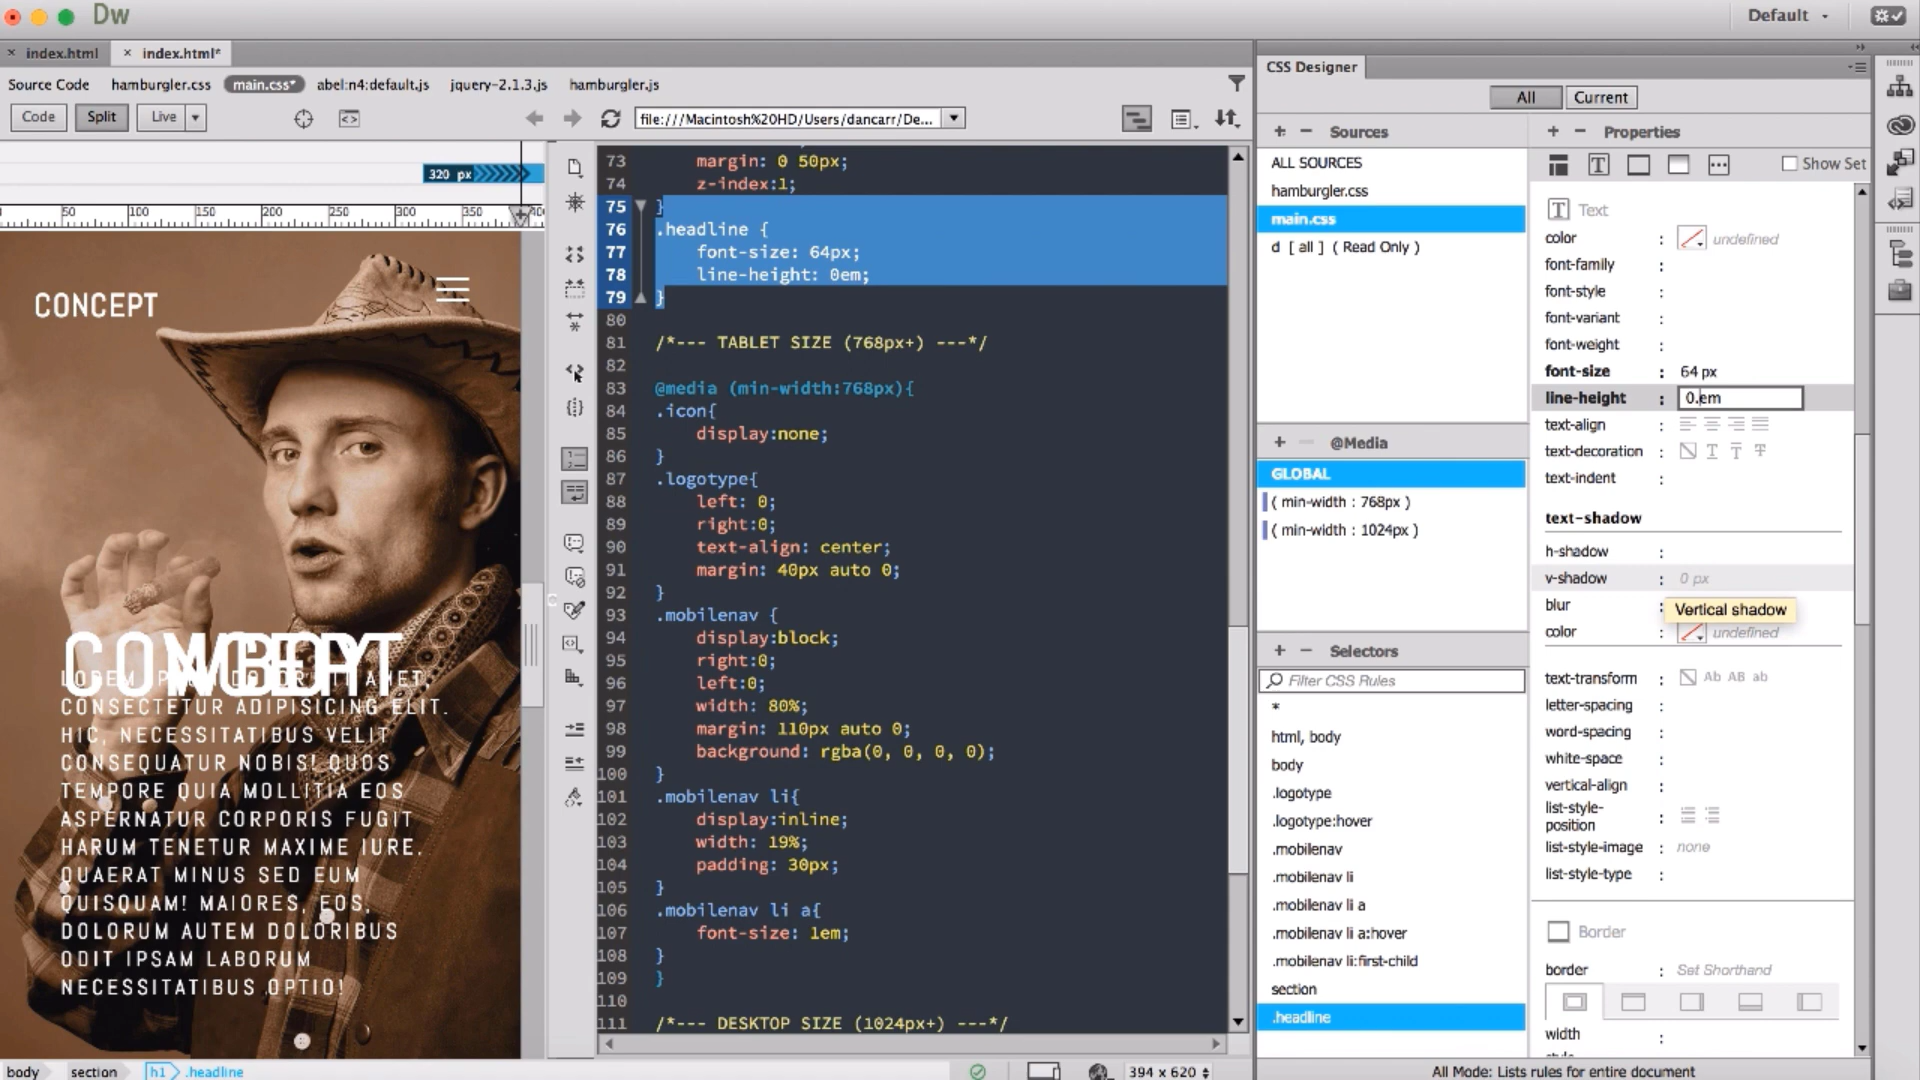 Dw
Default
index.html
index.html*
Source Code
hamburgler.css
main.css*
abel:n4:default.js
jquery-2.1.3.js
hamburgler.js
Code
Split
Live
file:///Macintosh%20HD/Users/dancarr/De...
320 px
50
100
150
200
250
300
350
CONCEPT
LOREM IPSUM DOLOR SIT AMET,
CONSECTETUR ADIPISICING ELIT.
HIC, NECESSITATIBUS VELIT
CONSEQUATUR NOBIS! QUOS
TEMPORE QUIA MOLLITIA EOS
ASPERNATUR CORPORIS FUGIT
HARUM TENETUR MAXIME IURE.
QUAERAT MINUS SED EUM
QUISQUAM! MAIORES, EOS,
DOLORUM AUTEM DOLORIBUS
ODIT IPSAM LABORUM
NECESSITATIBUS OPTIO!
73 margin: 0 50px;
74 z-index:1;
75 }
76 .headline {
77 font-size: 64px;
78 line-height: 0em;
79 }
80
81 /*--- TABLET SIZE (768px+) ---*/
82
83 @media (min-width:768px){
84 .icon{
85 display:none;
86 }
87 .logotype{
88 left: 0;
89 right:0;
90 text-align: center;
91 margin: 40px auto 0;
92 }
93 .mobilenav {
94 display:block;
95 right:0;
96 left:0;
97 width: 80%;
98 margin: 110px auto 0;
99 background: rgba(0, 0, 0, 0);
100 }
101 .mobilenav li{
102 display:inline;
103 width: 19%;
104 padding: 30px;
105 }
106 .mobilenav li a{
107 font-size: 1em;
108 }
109 }
110
111 /*--- DESKTOP SIZE (1024px+) ---*/
body
section
h1
.headline
394 x 620
CSS Designer
All
Current
+ − Sources
ALL SOURCES
hamburgler.css
main.css
d [ all ] ( Read Only )
+ − @Media
GLOBAL
( min-width : 768px )
( min-width : 1024px )
+ − Selectors
Filter CSS Rules
*
html, body
body
.logotype
.logotype:hover
.mobilenav
.mobilenav li
.mobilenav li a
.mobilenav li a:hover
.mobilenav li:first-child
section
.headline
+ − Properties
Show Set
T Text
color : undefined
font-family :
font-style :
font-variant :
font-weight :
font-size : 64 px
line-height : 0.em
text-align :
text-decoration :
text-indent :
text-shadow
h-shadow :
v-shadow : 0 px
blur :
Vertical shadow
color : undefined
text-transform : Ab AB ab
letter-spacing :
word-spacing :
white-space :
vertical-align :
list-style-
position :
list-style-image : none
list-style-type :
Border
border : Set Shorthand
width :
All Mode: Lists rules for entire document